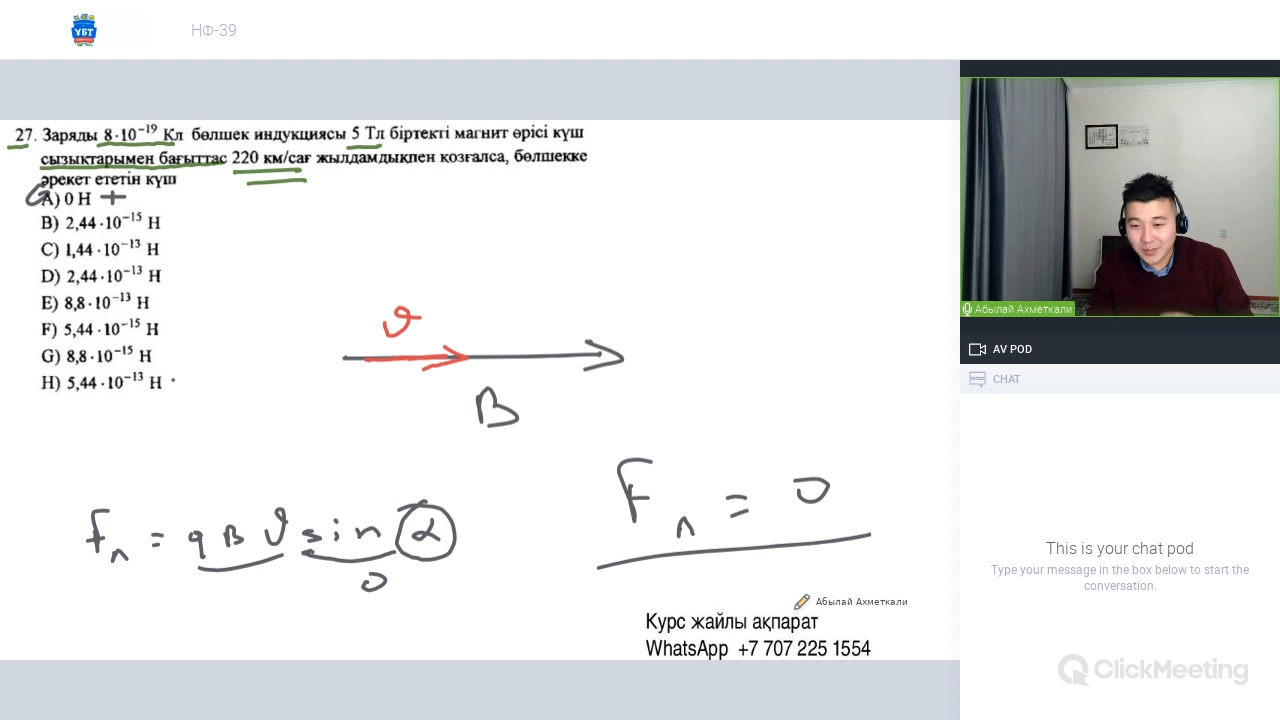 ҰБТ
НФ-39
27. Заряды 8·10⁻¹⁹ Кл бөлшек индукциясы 5 Тл біртекті магнит өрісі күш
сызықтарымен бағыттас 220 км/сағ жылдамдықпен қозғалса, бөлшекке
әрекет ететін күш
A) 0 Н +
B) 2,44·10⁻¹⁵ Н
C) 1,44·10⁻¹³ Н
D) 2,44·10⁻¹³ Н
E) 8,8·10⁻¹³ Н
F) 5,44·10⁻¹⁵ Н
G) 8,8·10⁻¹⁵ Н
H) 5,44·10⁻¹³ Н
ϑ
B
Fл = qBϑ sin α
0
Fл = 0
Абылай Ахметкали
Курс жайлы ақпарат
WhatsApp +7 707 225 1554
Абылай Ахметкали
AV POD
CHAT
This is your chat pod
Type your message in the box below to start the
conversation.
ClickMeeting